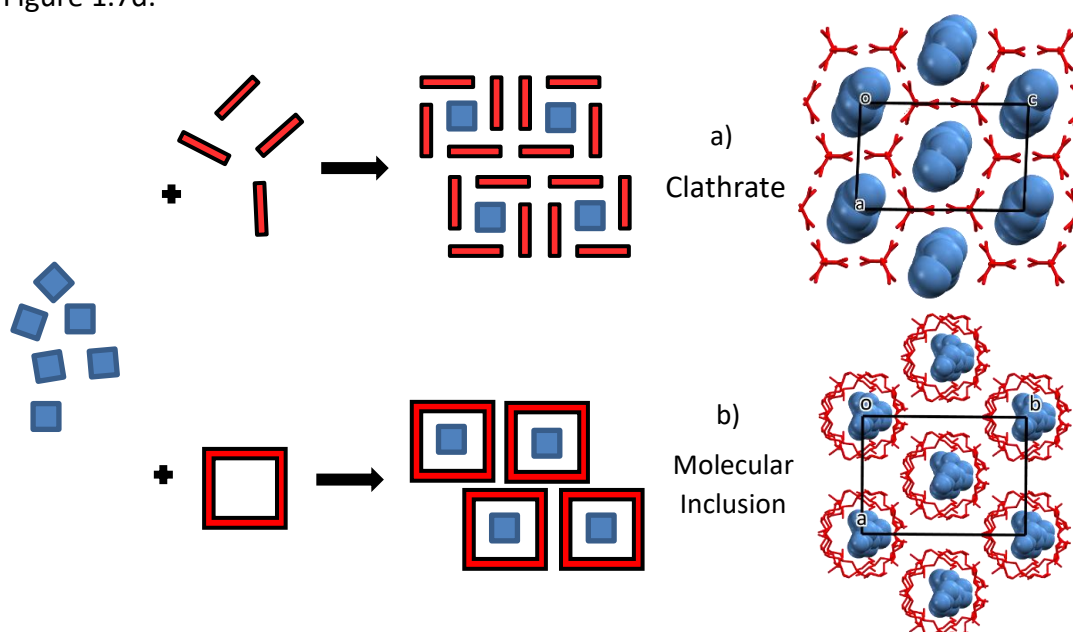 Figure 1.7d.
a)
Clathrate
o
c
a
b)
Molecular
Inclusion
o
b
a